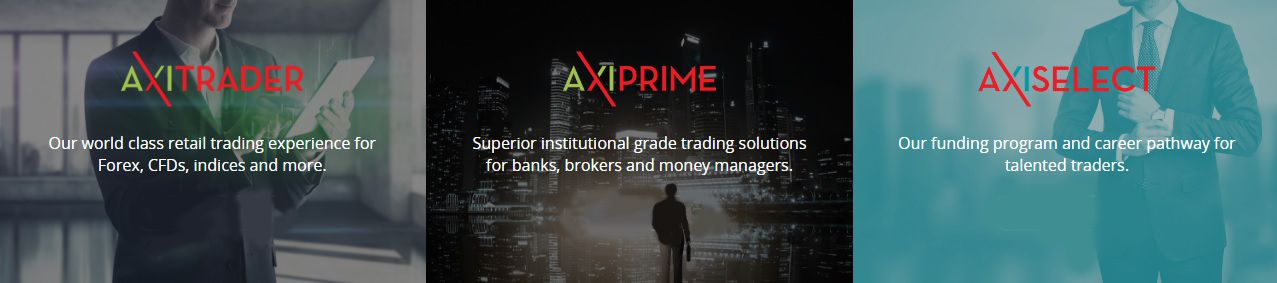 AXITRADER
Our world class retail trading experience for
Forex, CFDs, indices and more.
AXIPRIME
Superior institutional grade trading solutions
for banks, brokers and money managers.
AXISELECT
Our funding program and career pathway for
talented traders.